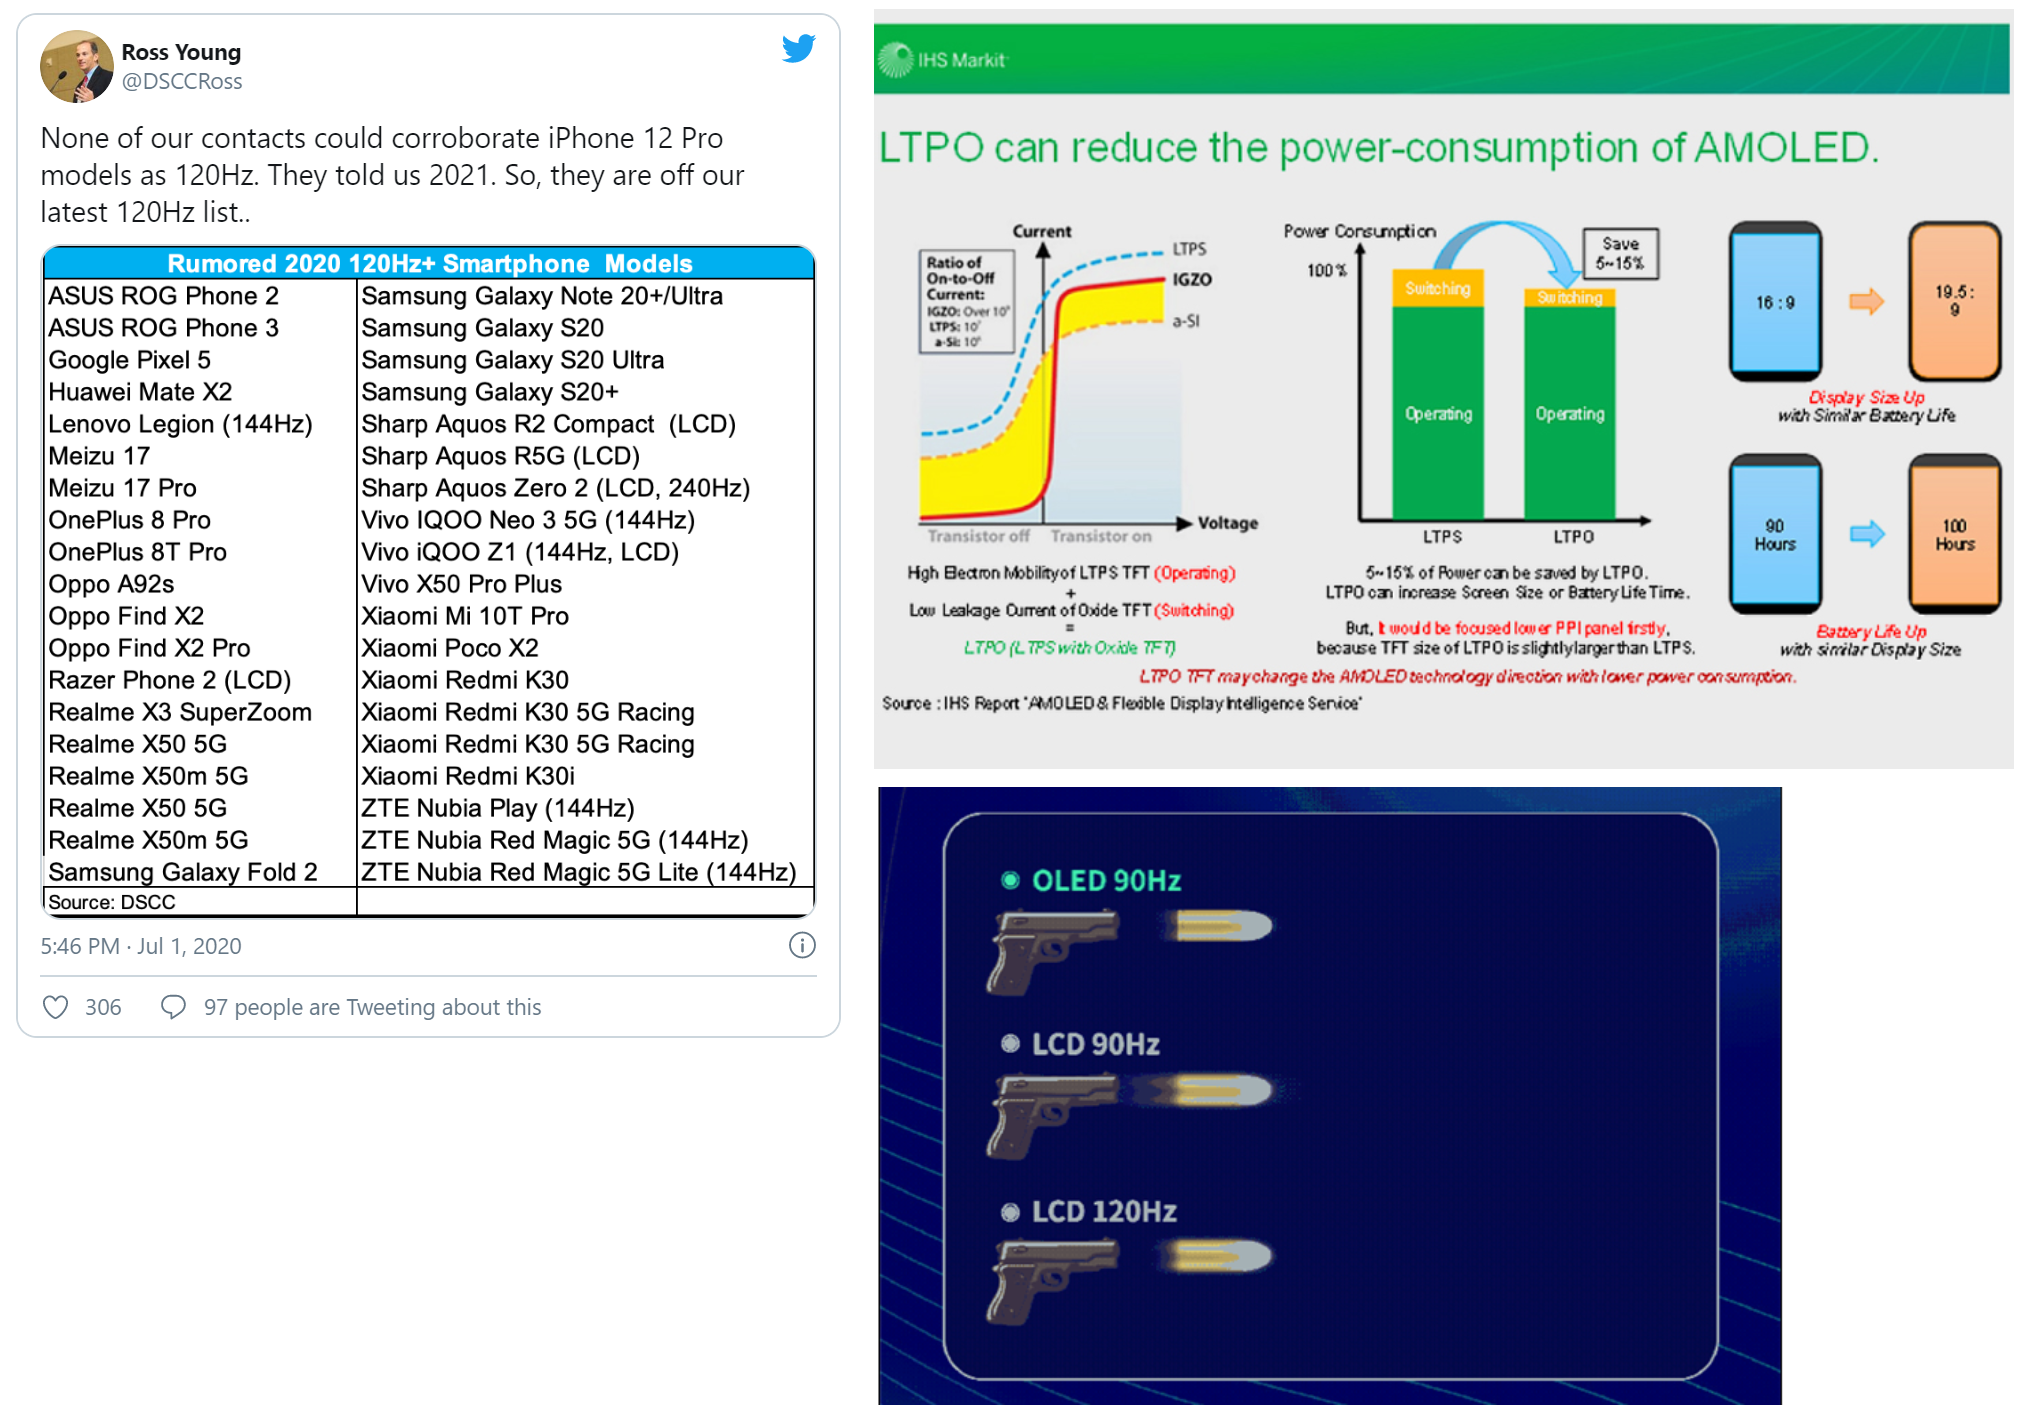 Ross Young
@DSCCRoss
None of our contacts could corroborate iPhone 12 Pro
models as 120Hz. They told us 2021. So, they are off our
latest 120Hz list..
Rumored 2020 120Hz+ Smartphone Models
ASUS ROG Phone 2
Samsung Galaxy Note 20+/Ultra
ASUS ROG Phone 3
Samsung Galaxy S20
Google Pixel 5
Samsung Galaxy S20 Ultra
Huawei Mate X2
Samsung Galaxy S20+
Lenovo Legion (144Hz)
Sharp Aquos R2 Compact (LCD)
Meizu 17
Sharp Aquos R5G (LCD)
Meizu 17 Pro
Sharp Aquos Zero 2 (LCD, 240Hz)
OnePlus 8 Pro
Vivo IQOO Neo 3 5G (144Hz)
OnePlus 8T Pro
Vivo iQOO Z1 (144Hz, LCD)
Oppo A92s
Vivo X50 Pro Plus
Oppo Find X2
Xiaomi Mi 10T Pro
Oppo Find X2 Pro
Xiaomi Poco X2
Razer Phone 2 (LCD)
Xiaomi Redmi K30
Realme X3 SuperZoom
Xiaomi Redmi K30 5G Racing
Realme X50 5G
Xiaomi Redmi K30 5G Racing
Realme X50m 5G
Xiaomi Redmi K30i
Realme X50 5G
ZTE Nubia Play (144Hz)
Realme X50m 5G
ZTE Nubia Red Magic 5G (144Hz)
Samsung Galaxy Fold 2
ZTE Nubia Red Magic 5G Lite (144Hz)
Source: DSCC
5:46 PM · Jul 1, 2020
306
97 people are Tweeting about this
IHS Markit
LTPO can reduce the power-consumption of AMOLED.
Current
Ratio of
On-to-Off
Current:
IGZO: Over 10
LTPS: 10
a-Si: 10
LTPS
IGZO
a-SI
Voltage
Transistor off
Transistor on
High Electron Mobility of LTPS TFT (Operating)
+
Low Leakage Current of Oxide TFT (Switching)
=
LTPO (LTPS with Oxide TFT)
Power Consumption
100%
Save
5~15%
Switching
Switching
Operating
Operating
LTPS
LTPO
5~15% of Power can be saved by LTPO.
LTPO can increase Screen Size or Battery Life Time.
But, it would be focused lower PPI panel firstly,
because TFT size of LTPO is slightly larger than LTPS.
16 : 9
19.5 :
9
Display Size Up
with Similar Battery Life
90
Hours
100
Hours
Battery Life Up
with similar Display Size
LTPO TFT may change the AMOLED technology direction with lower power consumption.
Source : IHS Report "AMOLED & Flexible Display Intelligence Service"
OLED 90Hz
LCD 90Hz
LCD 120Hz